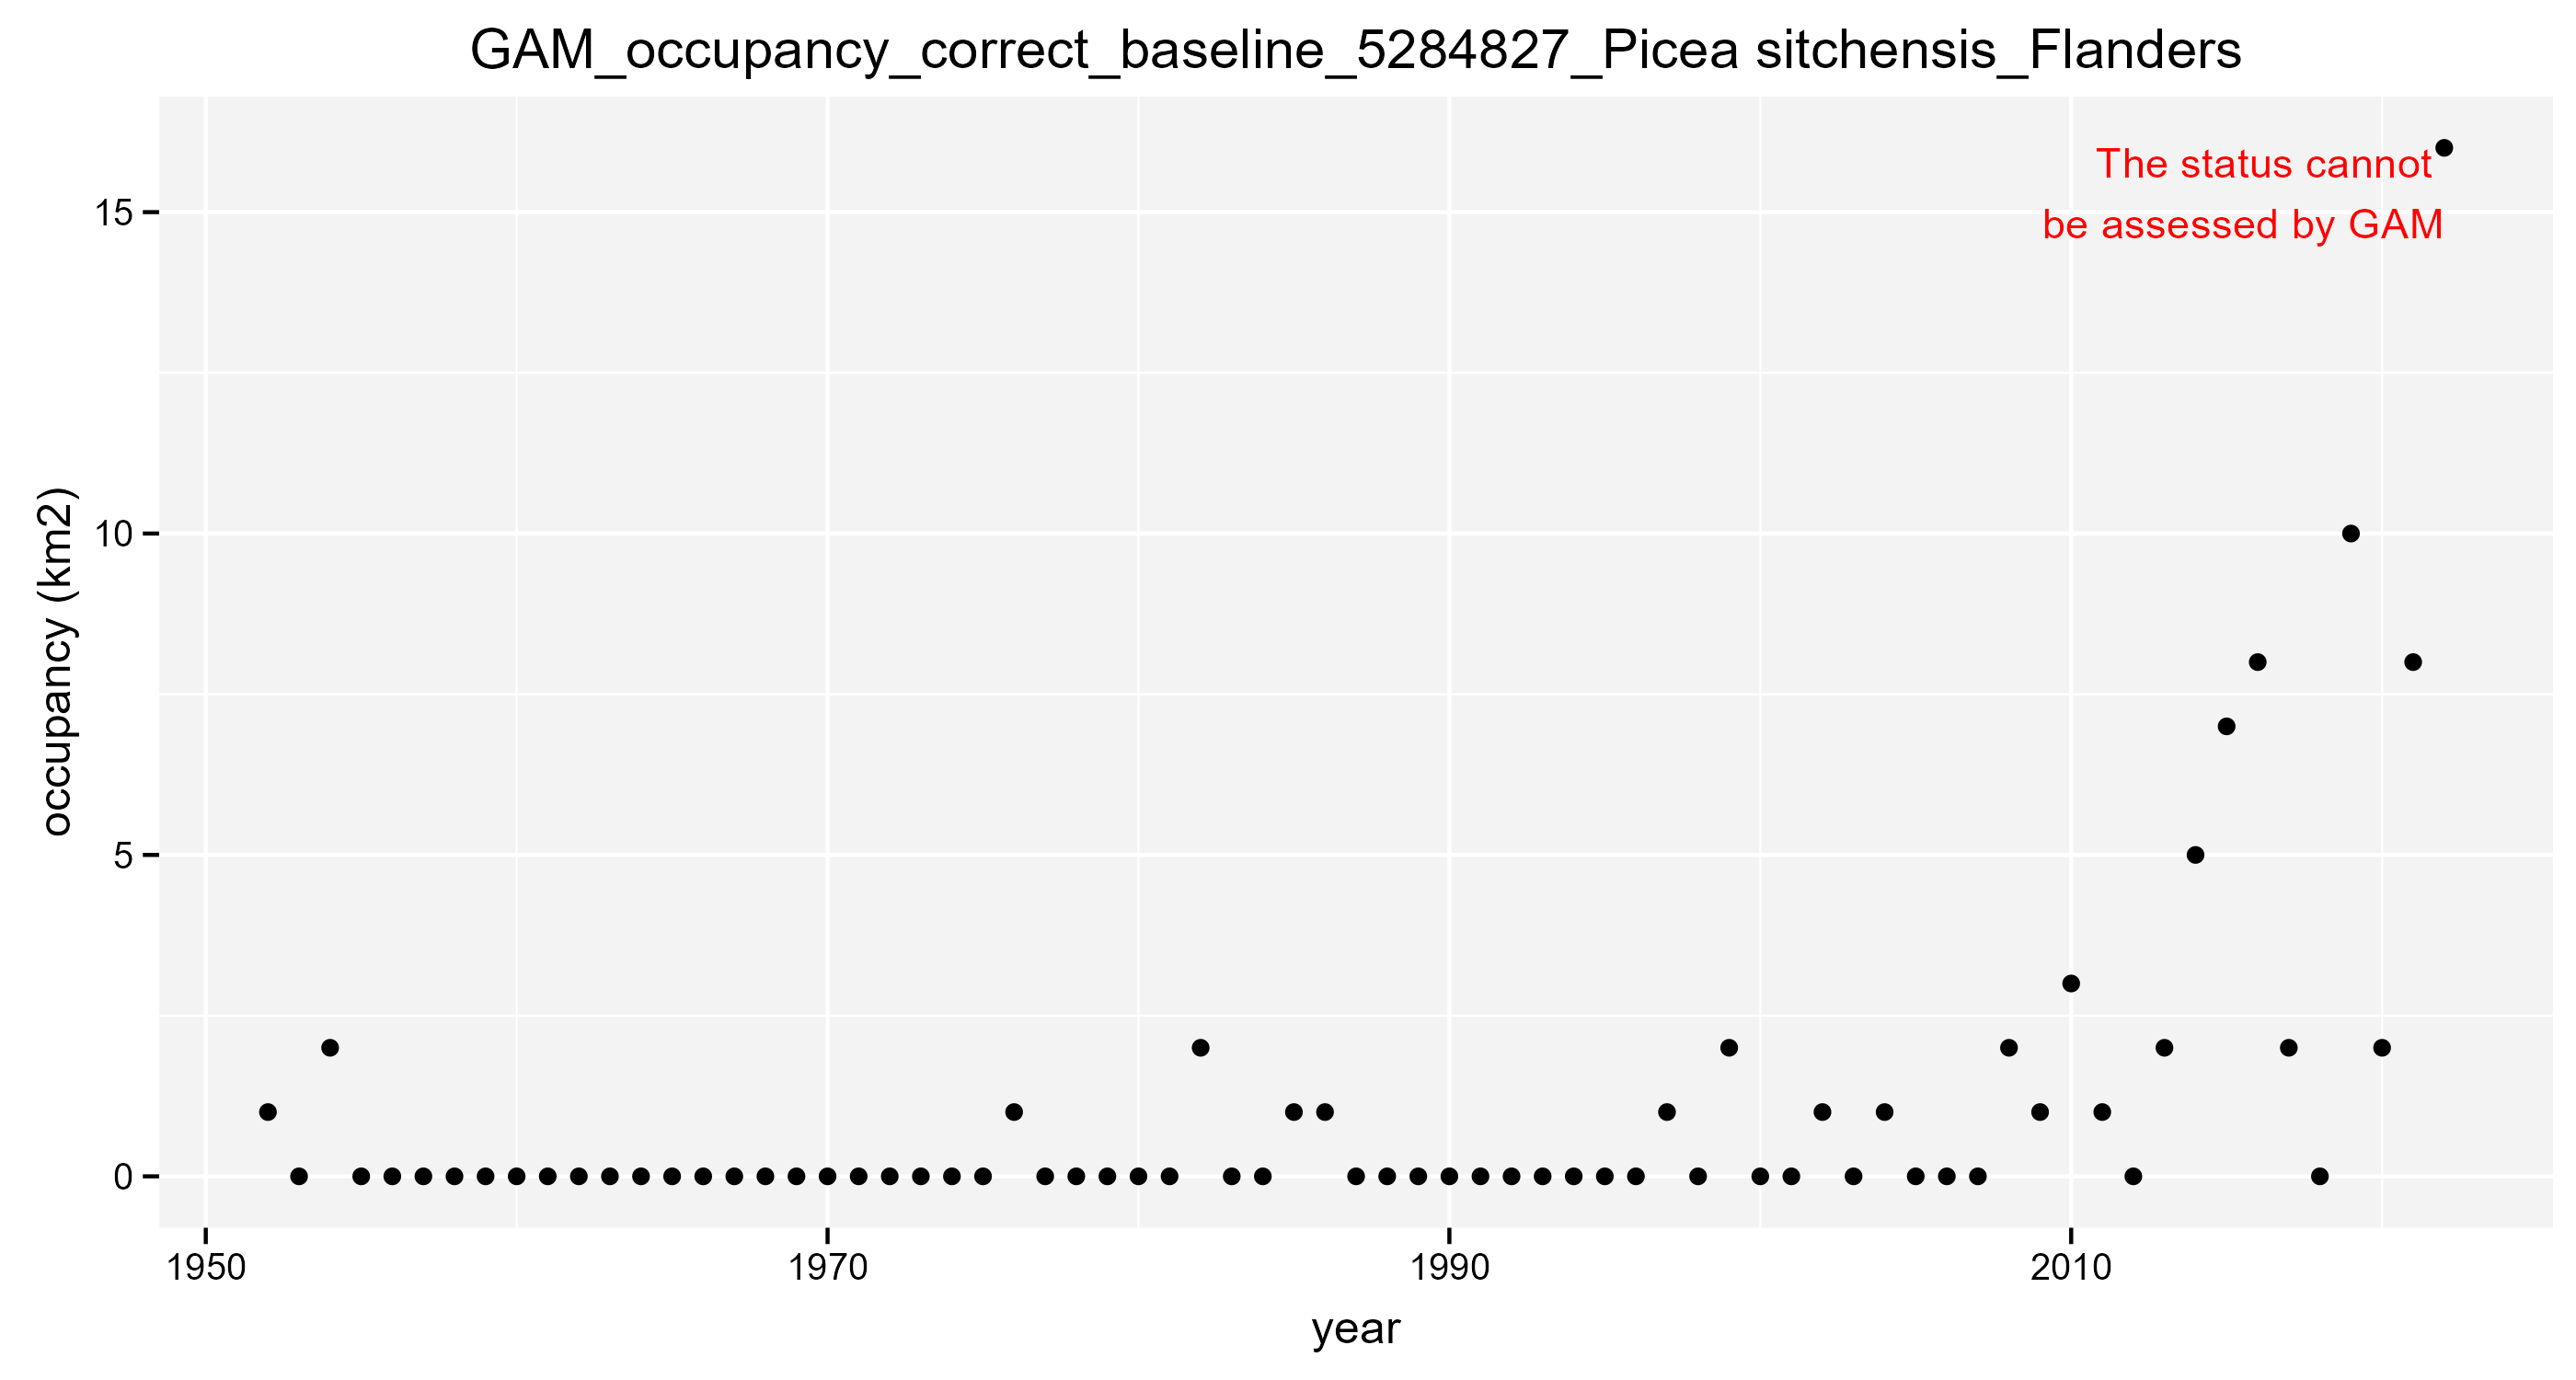 GAM_occupancy_correct_baseline_5284827_Picea sitchensis_Flanders
The status cannot
be assessed by GAM
15
10
5
0
occupancy (km2)
1950 1970 1990 2010
year